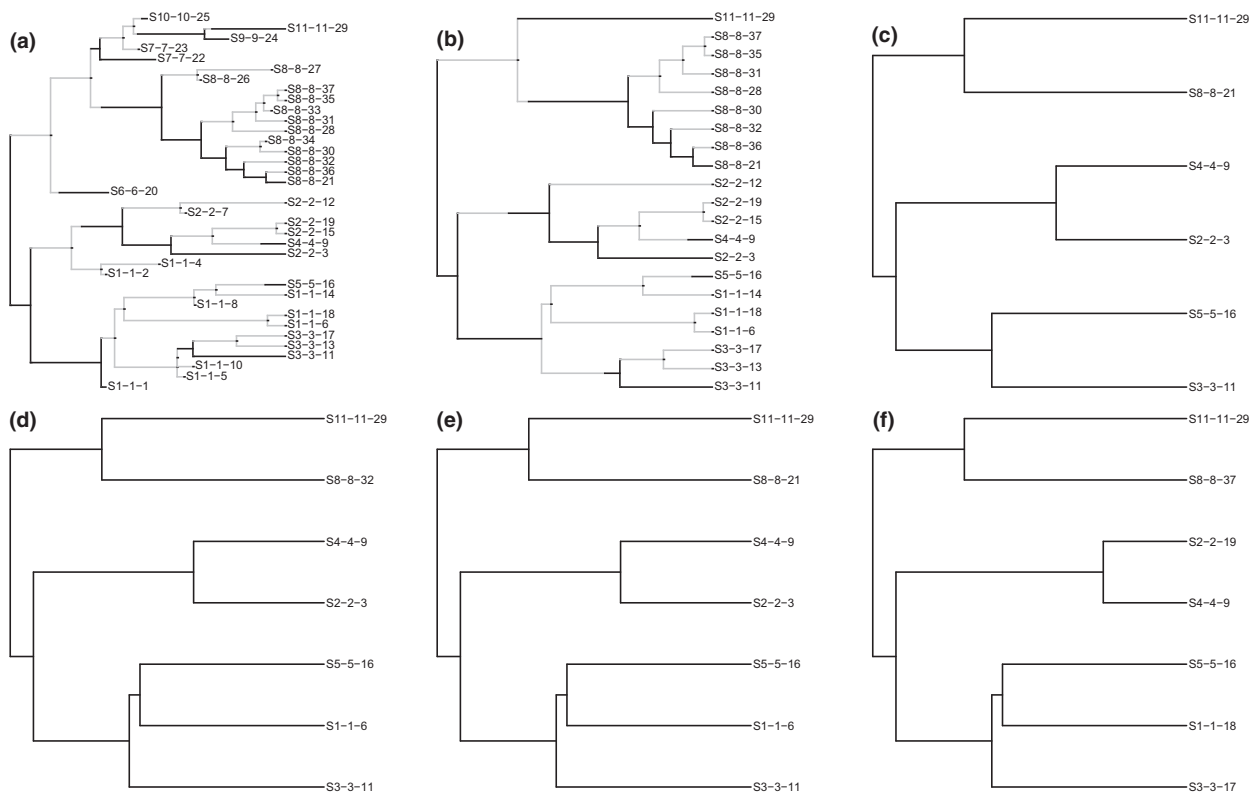 (a)
S10−10−25
S11−11−29
S9−9−24
S7−7−23
S7−7−22
S8−8−27
S8−8−26
S8−8−37
S8−8−35
S8−8−33
S8−8−31
S8−8−28
S8−8−34
S8−8−30
S8−8−32
S8−8−36
S8−8−21
S6−6−20
S2−2−12
S2−2−7
S2−2−19
S2−2−15
S4−4−9
S2−2−3
S1−1−4
S1−1−2
S5−5−16
S1−1−14
S1−1−8
S1−1−18
S1−1−6
S3−3−17
S3−3−13
S3−3−11
S1−1−10
S1−1−5
S1−1−1
(b)
S11−11−29
S8−8−37
S8−8−35
S8−8−31
S8−8−28
S8−8−30
S8−8−32
S8−8−36
S8−8−21
S2−2−12
S2−2−19
S2−2−15
S4−4−9
S2−2−3
S5−5−16
S1−1−14
S1−1−18
S1−1−6
S3−3−17
S3−3−13
S3−3−11
(c)
S11−11−29
S8−8−21
S4−4−9
S2−2−3
S5−5−16
S3−3−11
(d)
S11−11−29
S8−8−32
S4−4−9
S2−2−3
S5−5−16
S1−1−6
S3−3−11
(e)
S11−11−29
S8−8−21
S4−4−9
S2−2−3
S5−5−16
S1−1−6
S3−3−11
(f)
S11−11−29
S8−8−37
S2−2−19
S4−4−9
S5−5−16
S1−1−18
S3−3−17